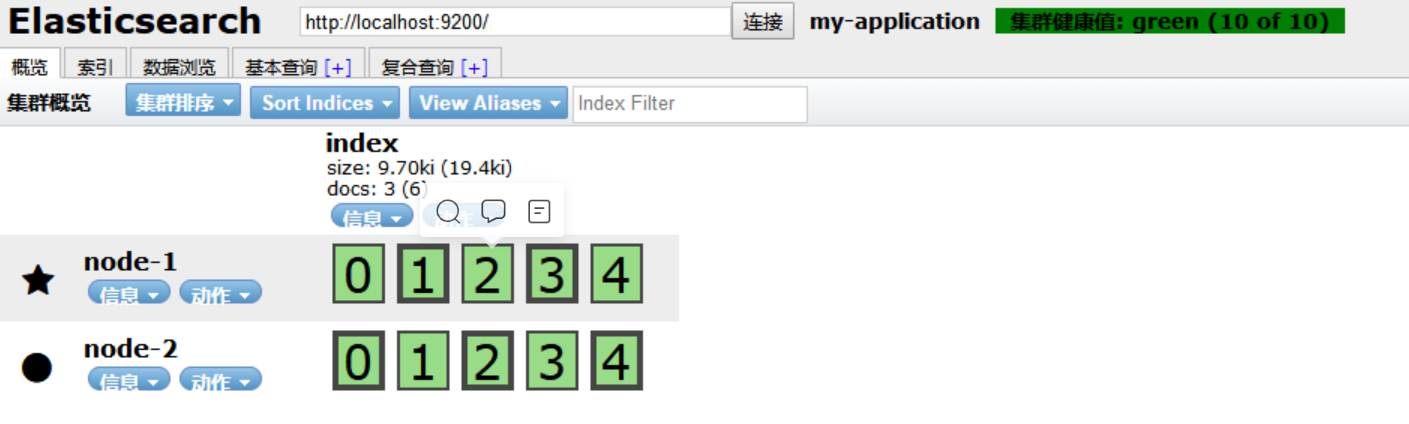 Elasticsearch http://localhost:9200/ 连接 my-application 集群健康值: green (10 of 10)
概览 索引 数据浏览 基本查询 [+] 复合查询 [+]
集群概览 集群排序 Sort Indices View Aliases Index Filter
index
size: 9.70ki (19.4ki)
docs: 3 (6)
信息 动作
node-1
信息 动作
0 1 2 3 4
node-2
信息 动作
0 1 2 3 4